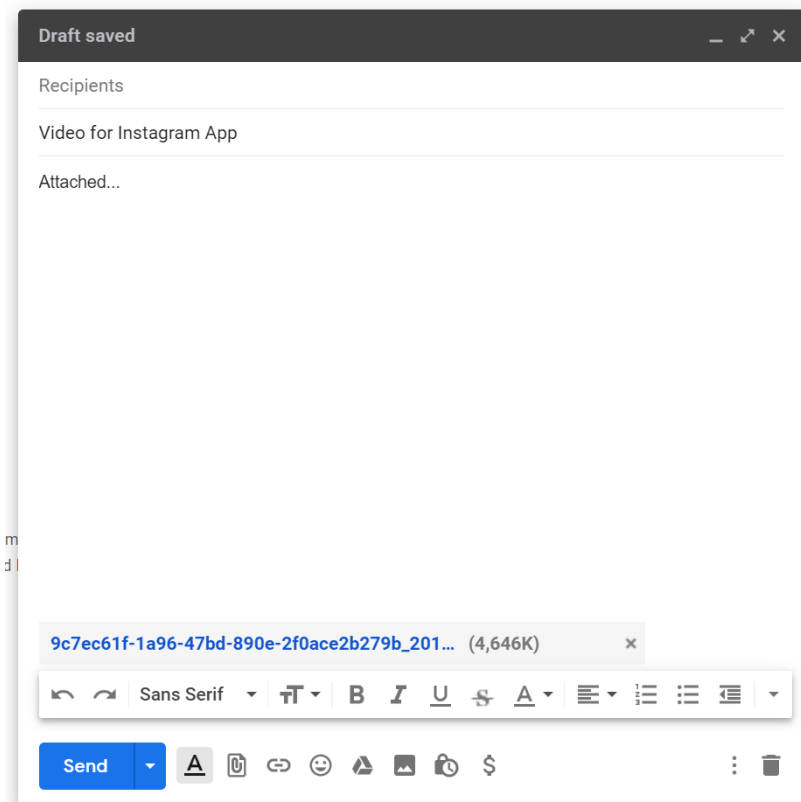 Draft saved
Recipients
Video for Instagram App
Attached...
m
d
9c7ec61f-1a96-47bd-890e-2f0ace2b279b_201... (4,646K)
Sans Serif
Send